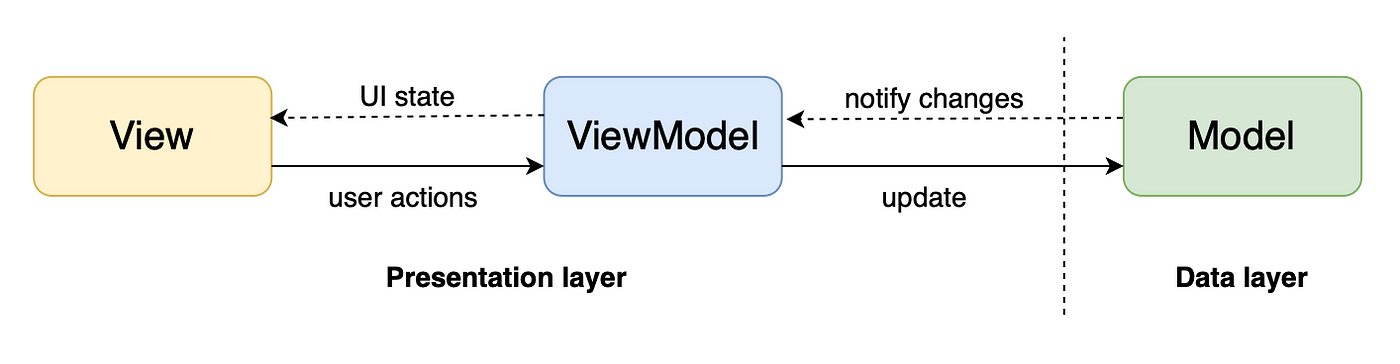 UI state
notify changes
View
ViewModel
Model
user actions
update
Presentation layer
Data layer